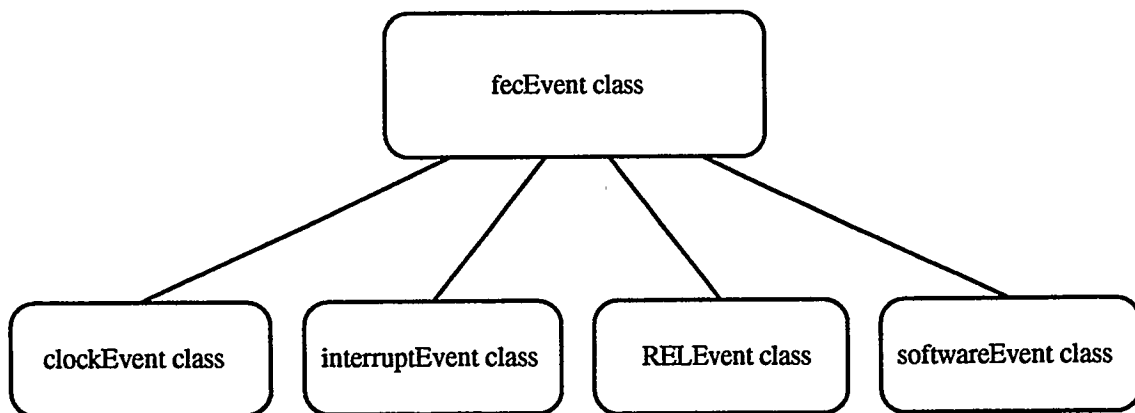 fecEvent class
clockEvent class
interruptEvent class
RELEvent class
softwareEvent class